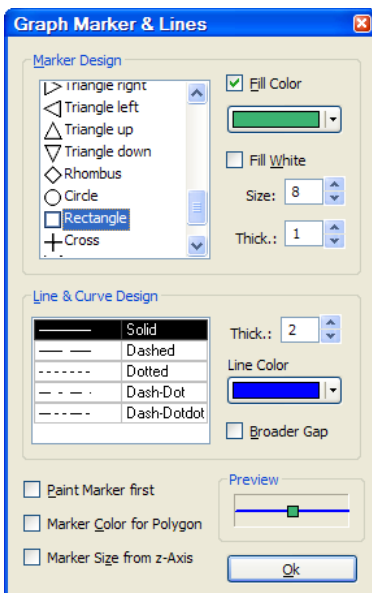 Graph Marker & Lines
Marker Design
Triangle right
Triangle left
Triangle up
Triangle down
Rhombus
Circle
Rectangle
Cross
Fill Color
Fill White
Size: 8
Thick.: 1
Line & Curve Design
Solid
Dashed
Dotted
Dash-Dot
Dash-Dotdot
Thick.: 2
Line Color
Broader Gap
Paint Marker first
Marker Color for Polygon
Marker Size from z-Axis
Preview
Ok